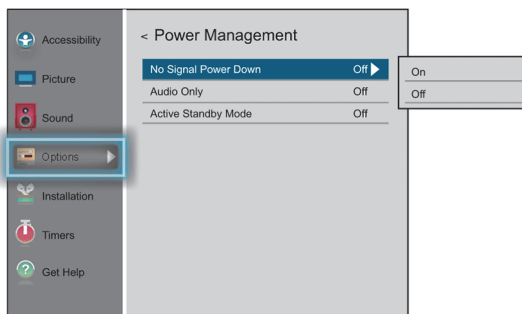 Accessibility
Picture
Sound
Options
Installation
Timers
Get Help
< Power Management
No Signal Power Down Off
Audio Only Off
Active Standby Mode Off
On
Off